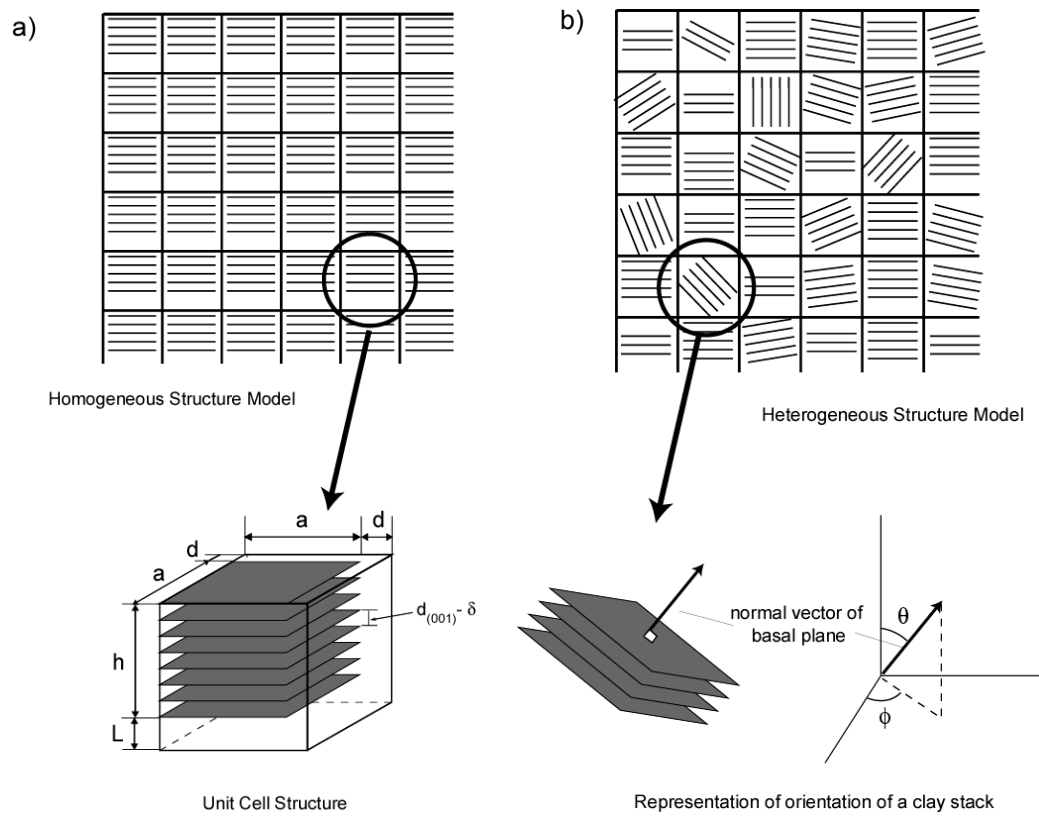 a)
b)
Homogeneous Structure Model
Heterogeneous Structure Model
a
d
d
a
d(001)- δ
h
L
normal vector of
basal plane
θ
ϕ
Unit Cell Structure
Representation of orientation of a clay stack